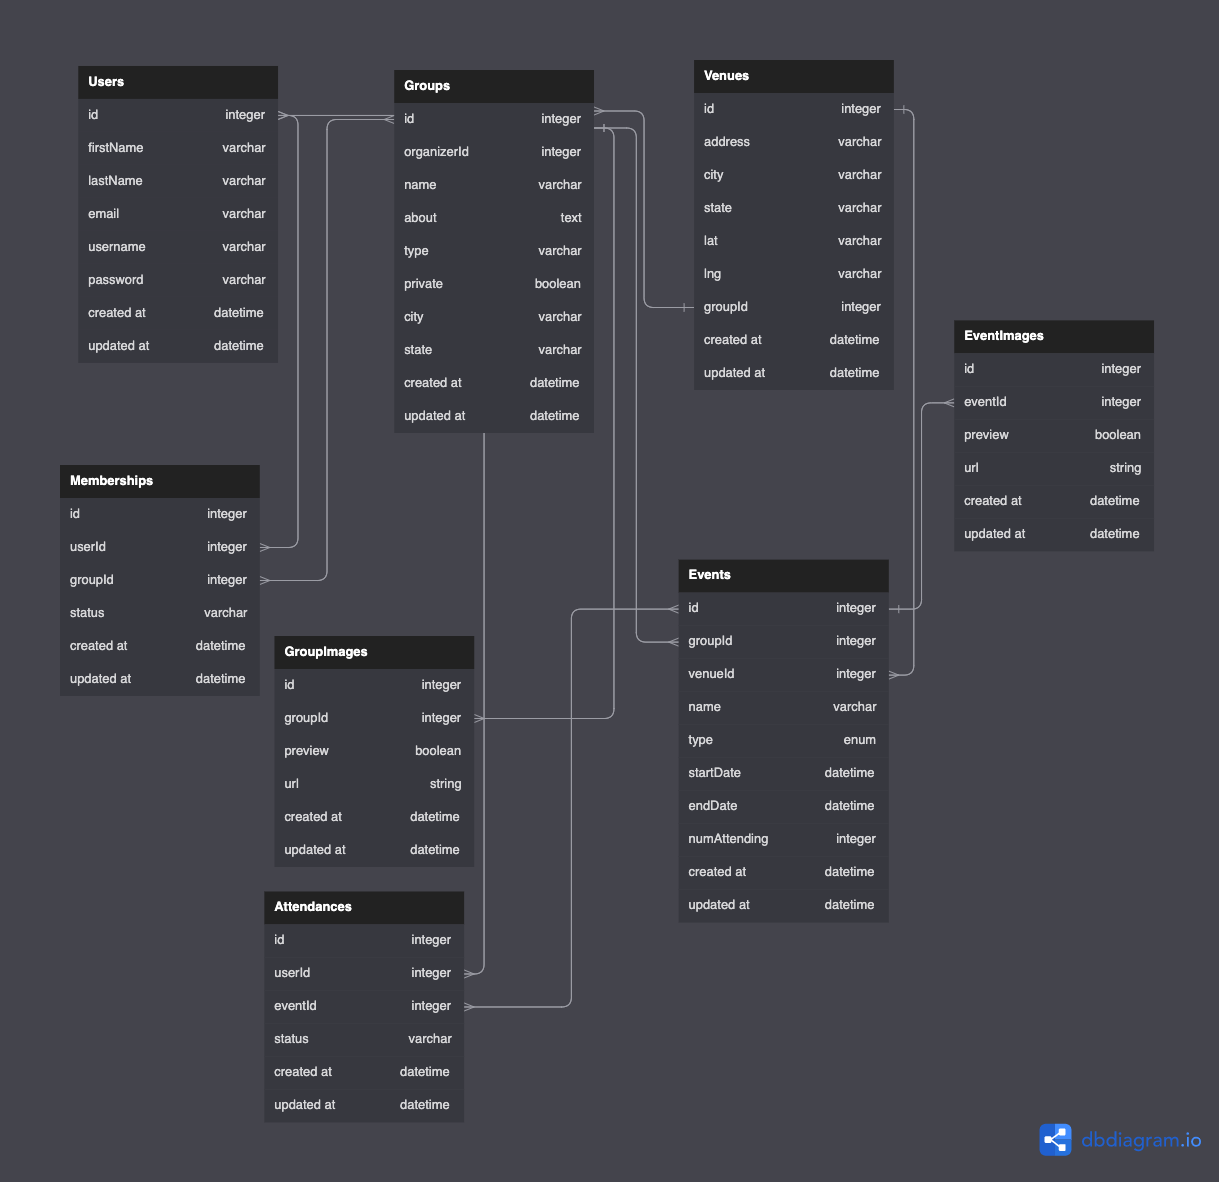 Users
id integer
firstName varchar
lastName varchar
email varchar
username varchar
password varchar
created at datetime
updated at datetime
Groups
id integer
organizerId integer
name varchar
about text
type varchar
private boolean
city varchar
state varchar
created at datetime
updated at datetime
Venues
id integer
address varchar
city varchar
state varchar
lat varchar
lng varchar
groupId integer
created at datetime
updated at datetime
EventImages
id integer
eventId integer
preview boolean
url string
created at datetime
updated at datetime
Memberships
id integer
userId integer
groupId integer
status varchar
created at datetime
updated at datetime
Events
id integer
groupId integer
venueId integer
name varchar
type enum
startDate datetime
endDate datetime
numAttending integer
created at datetime
updated at datetime
GroupImages
id integer
groupId integer
preview boolean
url string
created at datetime
updated at datetime
Attendances
id integer
userId integer
eventId integer
status varchar
created at datetime
updated at datetime
dbdiagram.io